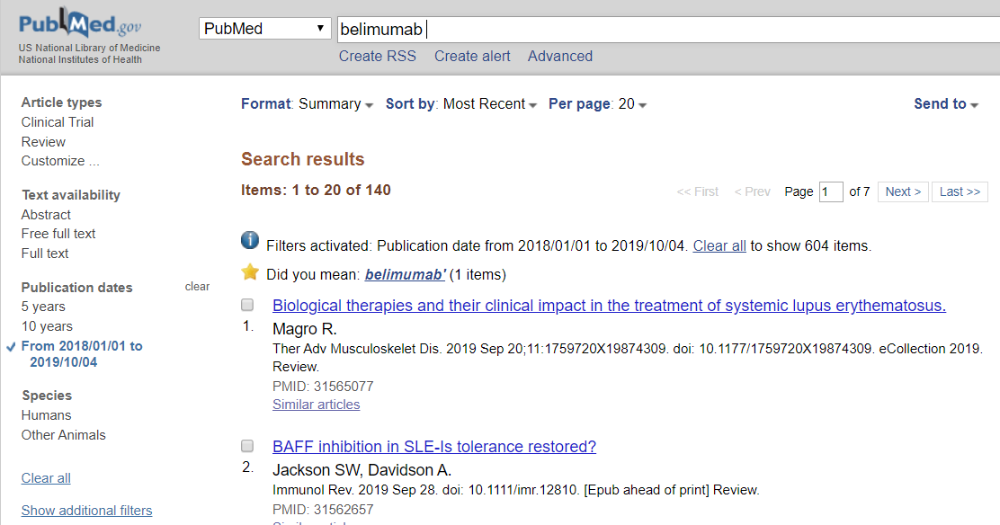 PubMed.gov
US National Library of Medicine
National Institutes of Health
PubMed
belimumab
Create RSS Create alert Advanced
Article types
Clinical Trial
Review
Customize ...
Text availability
Abstract
Free full text
Full text
Publication dates clear
5 years
10 years
From 2018/01/01 to
2019/10/04
Species
Humans
Other Animals
Clear all
Show additional filters
Format: Summary Sort by: Most Recent Per page: 20 Send to
Search results
Items: 1 to 20 of 140
<< First < Prev Page 1 of 7 Next > Last >>
Filters activated: Publication date from 2018/01/01 to 2019/10/04. Clear all to show 604 items.
Did you mean: belimumab' (1 items)
Biological therapies and their clinical impact in the treatment of systemic lupus erythematosus.
1. Magro R.
Ther Adv Musculoskelet Dis. 2019 Sep 20;11:1759720X19874309. doi: 10.1177/1759720X19874309. eCollection 2019.
Review.
PMID: 31565077
Similar articles
BAFF inhibition in SLE-Is tolerance restored?
2. Jackson SW, Davidson A.
Immunol Rev. 2019 Sep 28. doi: 10.1111/imr.12810. [Epub ahead of print] Review.
PMID: 31562657